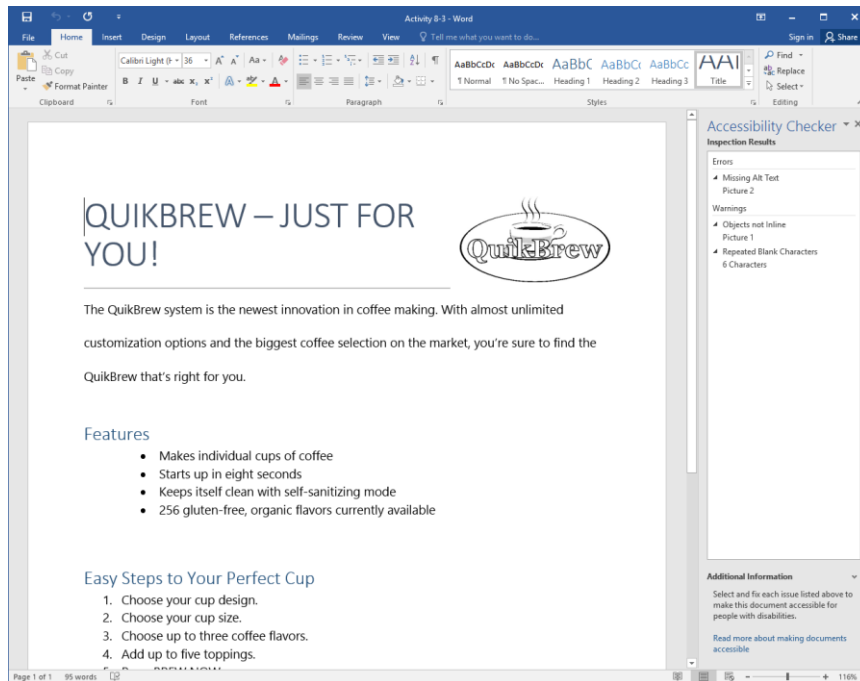 Activity 8-3 - Word
File Home Insert Design Layout References Mailings Review View Tell me what you want to do... Sign in Share
Paste
Cut
Copy
Format Painter
Clipboard
Calibri Light (H 36
Font
Paragraph
AaBbCcDc AaBbCcDc AaBbC AaBbCc AaBbCc AAI
¶ Normal ¶ No Spac... Heading 1 Heading 2 Heading 3 Title
Styles
Find
Replace
Select
Editing
QUIKBREW – JUST FOR
YOU!
QuikBrew
The QuikBrew system is the newest innovation in coffee making. With almost unlimited
customization options and the biggest coffee selection on the market, you’re sure to find the
QuikBrew that’s right for you.
Features
• Makes individual cups of coffee
• Starts up in eight seconds
• Keeps itself clean with self-sanitizing mode
• 256 gluten-free, organic flavors currently available
Easy Steps to Your Perfect Cup
1. Choose your cup design.
2. Choose your cup size.
3. Choose up to three coffee flavors.
4. Add up to five toppings.
Accessibility Checker
Inspection Results
Errors
Missing Alt Text
Picture 2
Warnings
Objects not Inline
Picture 1
Repeated Blank Characters
6 Characters
Additional Information
Select and fix each issue listed above to
make this document accessible for
people with disabilities.
Read more about making documents
accessible
Page 1 of 1 95 words 116%